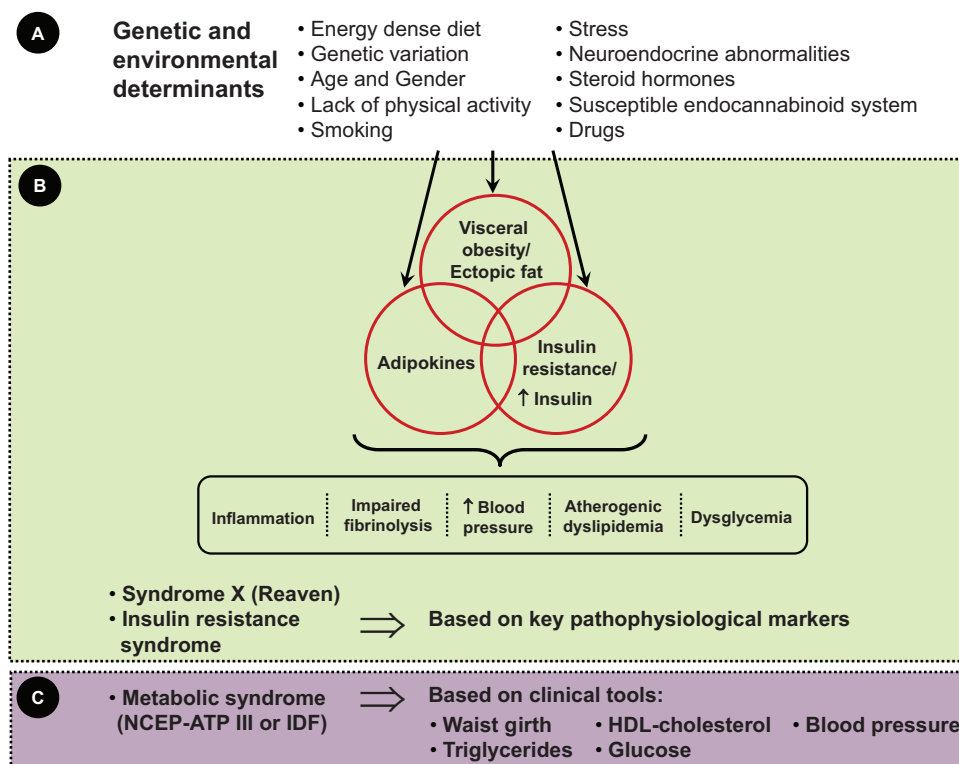 A
Genetic and
environmental
determinants
• Energy dense diet
• Genetic variation
• Age and Gender
• Lack of physical activity
• Smoking
• Stress
• Neuroendocrine abnormalities
• Steroid hormones
• Susceptible endocannabinoid system
• Drugs
B
Visceral
obesity/
Ectopic fat
Adipokines
Insulin
resistance/
↑ Insulin
Inflammation
Impaired
fibrinolysis
↑ Blood
pressure
Atherogenic
dyslipidemia
Dysglycemia
• Syndrome X (Reaven)
• Insulin resistance
syndrome
Based on key pathophysiological markers
C
• Metabolic syndrome
(NCEP-ATP III or IDF)
Based on clinical tools:
• Waist girth • HDL-cholesterol • Blood pressure
• Triglycerides • Glucose